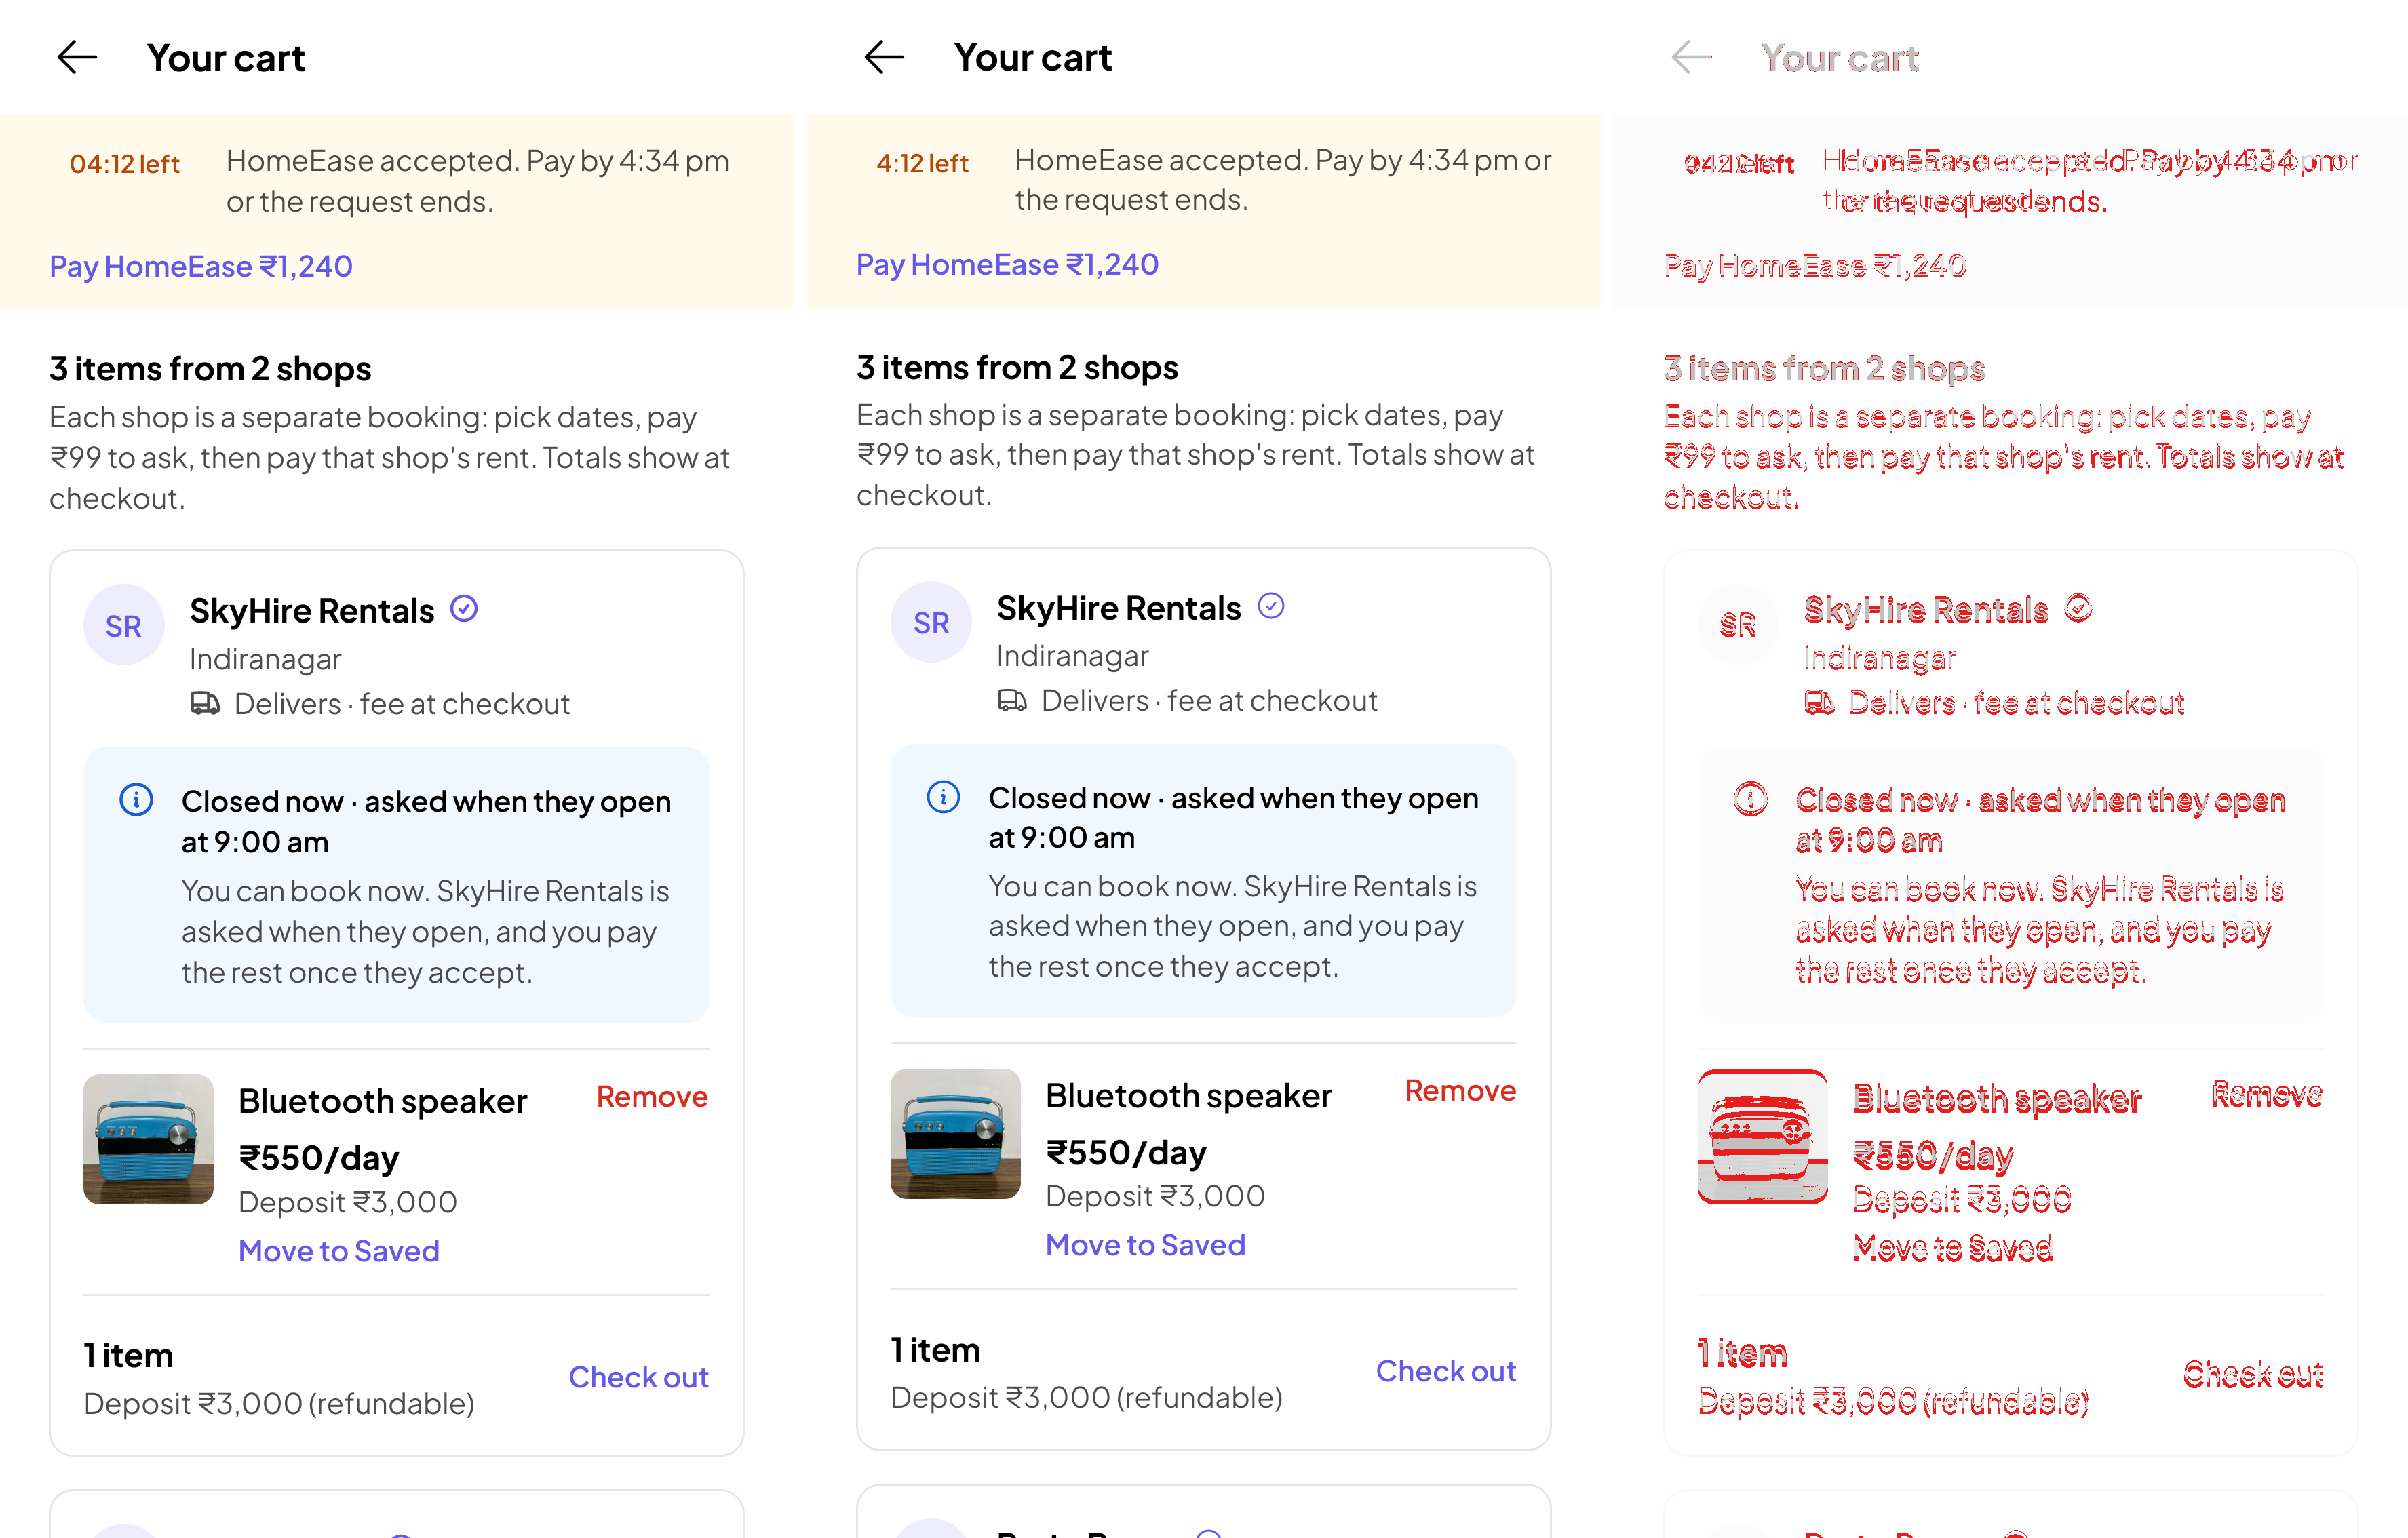 Your cart
04:12 left
HomeEase accepted. Pay by 4:34 pm
or the request ends.
Pay HomeEase ₹1,240
3 items from 2 shops
Each shop is a separate booking: pick dates, pay
₹99 to ask, then pay that shop's rent. Totals show at
checkout.
SR
SkyHire Rentals
Indiranagar
Delivers · fee at checkout
Closed now · asked when they open
at 9:00 am
You can book now. SkyHire Rentals is
asked when they open, and you pay
the rest once they accept.
Bluetooth speaker
Remove
₹550/day
Deposit ₹3,000
Move to Saved
1 item
Deposit ₹3,000 (refundable)
Check out
Your cart
4:12 left
HomeEase accepted. Pay by 4:34 pm or
the request ends.
Pay HomeEase ₹1,240
3 items from 2 shops
Each shop is a separate booking: pick dates, pay
₹99 to ask, then pay that shop's rent. Totals show at
checkout.
SR
SkyHire Rentals
Indiranagar
Delivers · fee at checkout
Closed now · asked when they open
at 9:00 am
You can book now. SkyHire Rentals is
asked when they open, and you pay
the rest once they accept.
Bluetooth speaker
Remove
₹550/day
Deposit ₹3,000
Move to Saved
1 item
Deposit ₹3,000 (refundable)
Check out
Your cart
Pay HomeEase ₹1,240
3 items from 2 shops
Each shop is a separate booking: pick dates, pay
₹99 to ask, then pay that shop's rent. Totals show at
checkout.
SR
SkyHire Rentals
Indiranagar
Delivers · fee at checkout
Closed now · asked when they open
at 9:00 am
You can book now. SkyHire Rentals is
asked when they open, and you pay
the rest once they accept.
Bluetooth speaker
Remove
₹550/day
Deposit ₹3,000
Move to Saved
1 item
Deposit ₹3,000 (refundable)
Check out